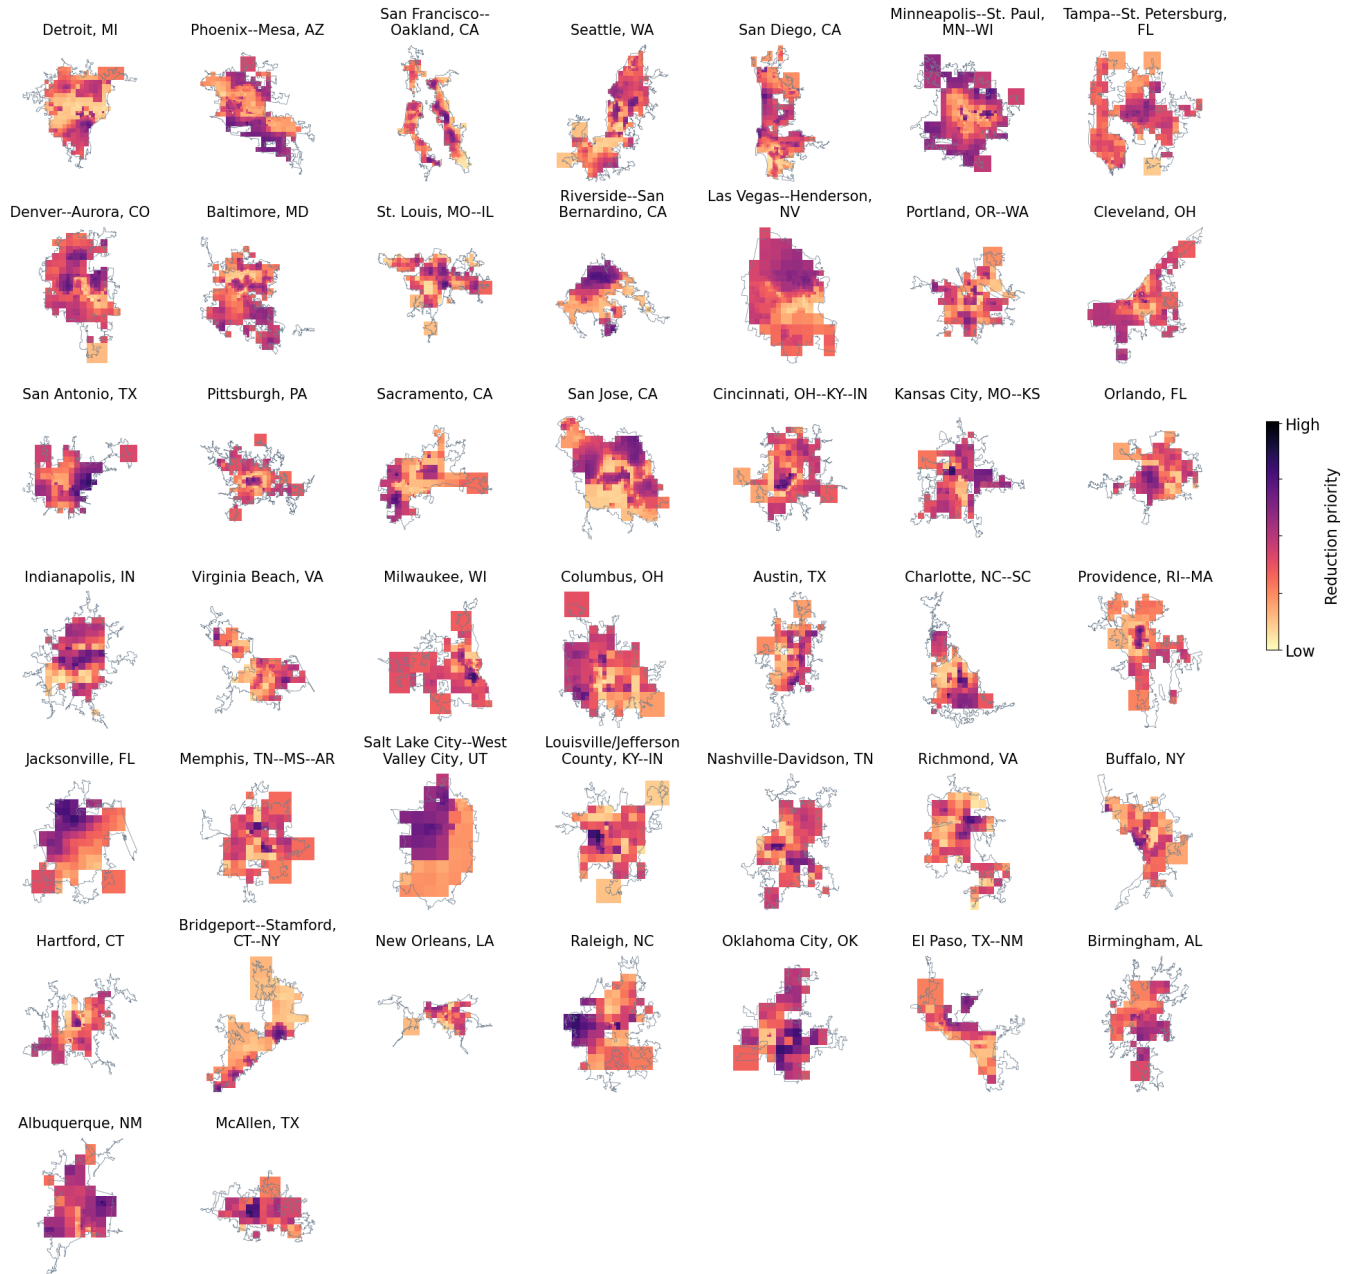 Detroit, MI
Phoenix--Mesa, AZ
San Francisco--
Oakland, CA
Seattle, WA
San Diego, CA
Minneapolis--St. Paul,
MN--WI
Tampa--St. Petersburg,
FL
Denver--Aurora, CO
Baltimore, MD
St. Louis, MO--IL
Riverside--San
Bernardino, CA
Las Vegas--Henderson,
NV
Portland, OR--WA
Cleveland, OH
San Antonio, TX
Pittsburgh, PA
Sacramento, CA
San Jose, CA
Cincinnati, OH--KY--IN
Kansas City, MO--KS
Orlando, FL
Indianapolis, IN
Virginia Beach, VA
Milwaukee, WI
Columbus, OH
Austin, TX
Charlotte, NC--SC
Providence, RI--MA
Jacksonville, FL
Memphis, TN--MS--AR
Salt Lake City--West
Valley City, UT
Louisville/Jefferson
County, KY--IN
Nashville-Davidson, TN
Richmond, VA
Buffalo, NY
Hartford, CT
Bridgeport--Stamford,
CT--NY
New Orleans, LA
Raleigh, NC
Oklahoma City, OK
El Paso, TX--NM
Birmingham, AL
Albuquerque, NM
McAllen, TX
High
Reduction priority
Low